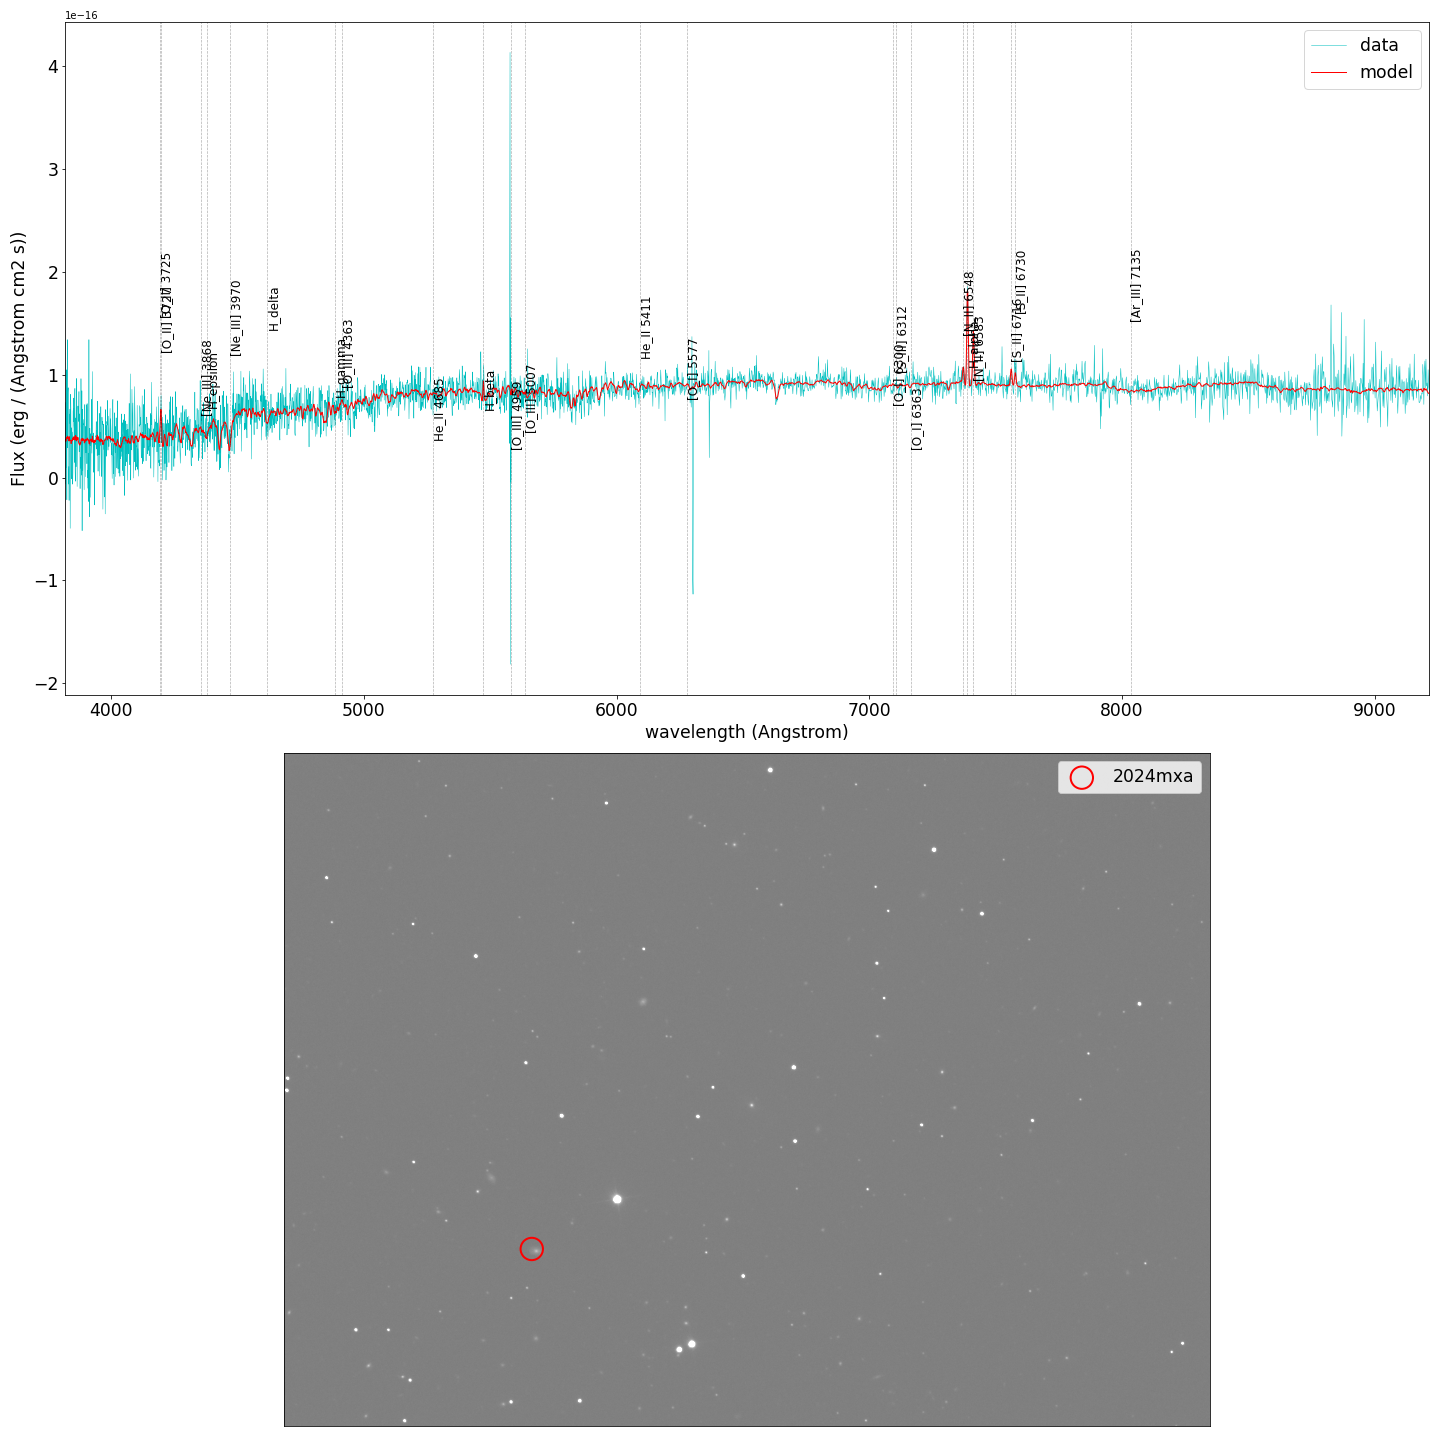 1e−16
data
model
4
3
2
1
0
−1
−2
Flux (erg / (Angstrom cm2 s))
[O_II] 3725
[O_II] 3727
[Ne_III] 3868
H_epsilon
[Ne_III] 3970
H_delta
H_gamma
[O_III] 4363
He_II 4685
H_beta
[O_III] 4959
[O_III] 5007
He_II 5411
[O_I] 5577
[O_I] 6300
[S_III] 6312
[O_I] 6363
[N_II] 6548
H_alpha
[N_II] 6583
[S_II] 6716
[S_II] 6730
[Ar_III] 7135
4000 5000 6000 7000 8000 9000
wavelength (Angstrom)
2024mxa